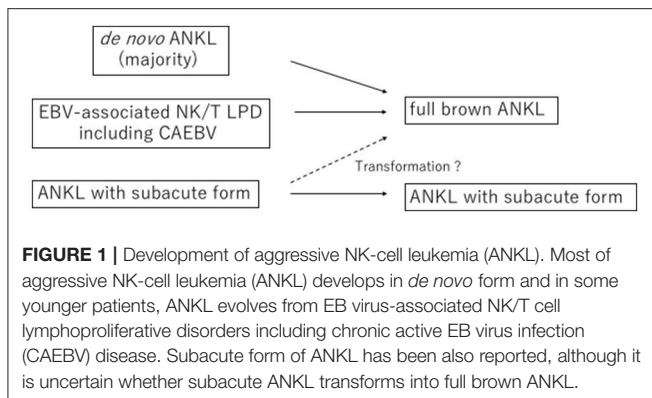 de novo ANKL
(majority)
EBV-associated NK/T LPD
including CAEBV
full brown ANKL
Transformation ?
ANKL with subacute form
ANKL with subacute form
FIGURE 1 | Development of aggressive NK-cell leukemia (ANKL). Most of
aggressive NK-cell leukemia (ANKL) develops in de novo form and in some
younger patients, ANKL evolves from EB virus-associated NK/T cell
lymphoproliferative disorders including chronic active EB virus infection
(CAEBV) disease. Subacute form of ANKL has been also reported, although it
is uncertain whether subacute ANKL transforms into full brown ANKL.